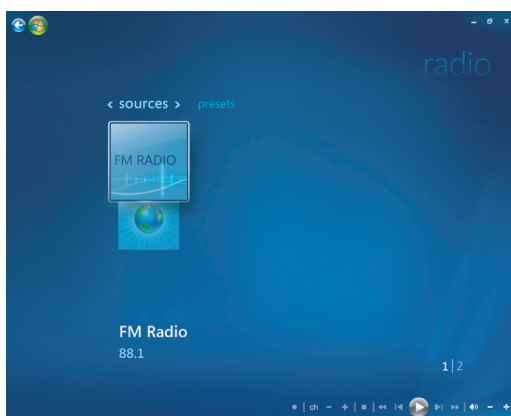 radio
< sources > presets
FM RADIO
FM Radio
88.1
1|2
ch - +
- +